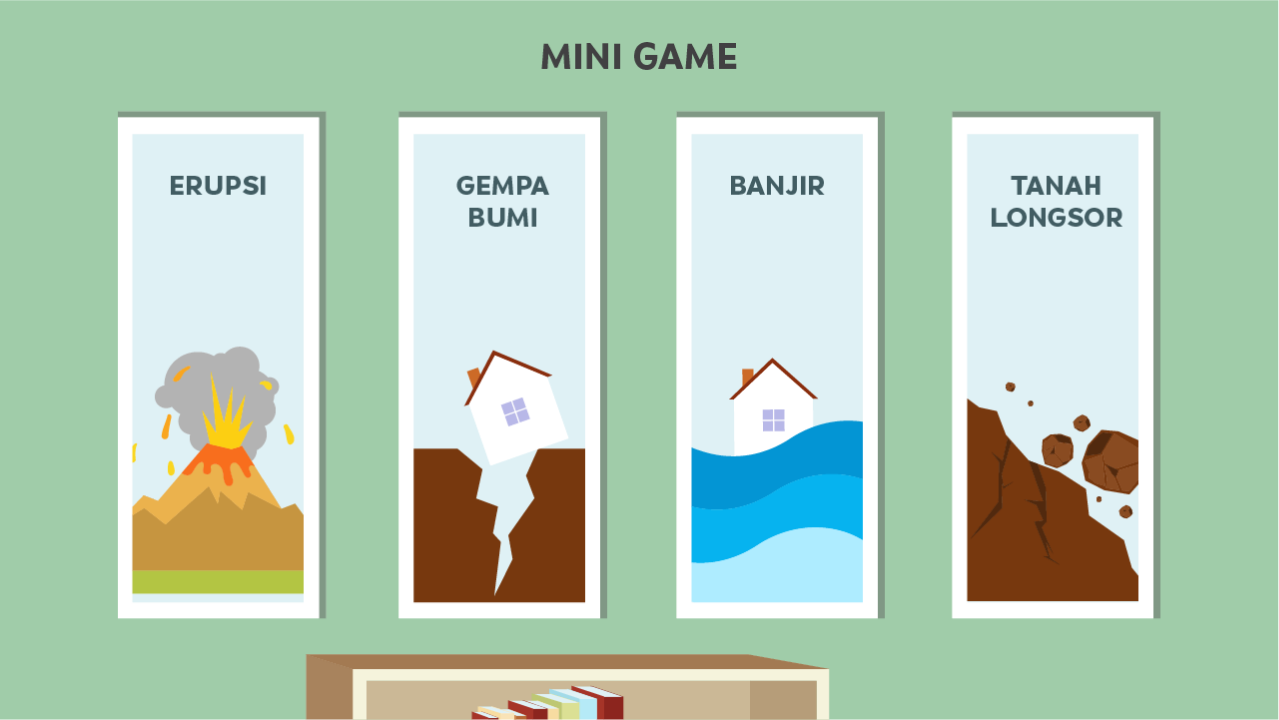 MINI GAME
ERUPSI
GEMPA
BUMI
BANJIR
TANAH
LONGSOR